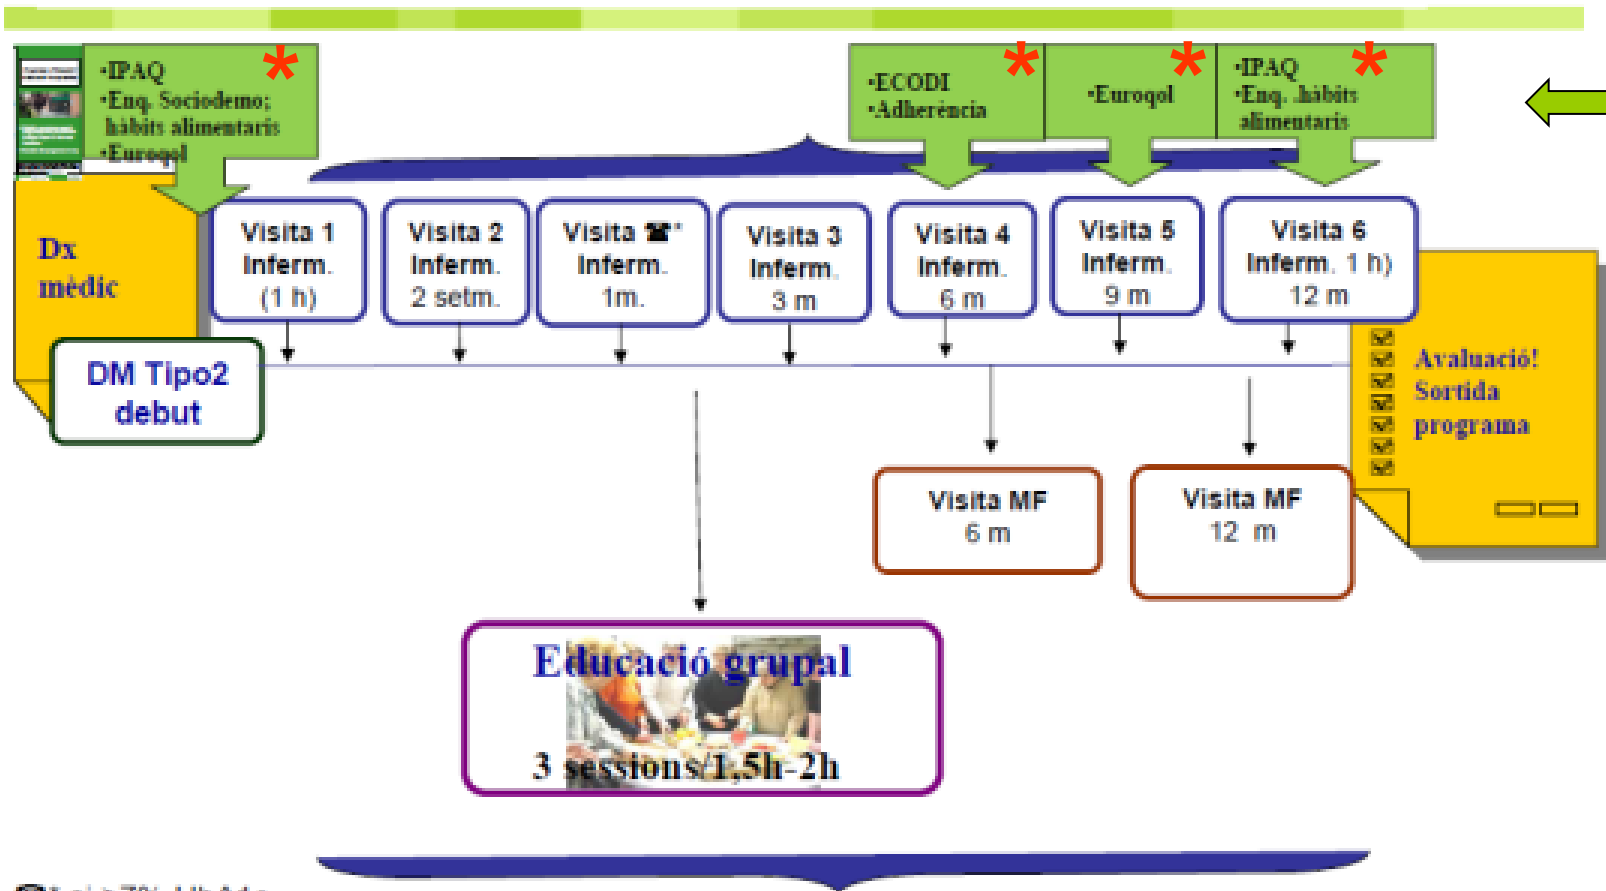 •IPAQ
•Enq. Sociodemo;
hàbits alimentaris
•Euroqol
*
•ECODI
•Adherència
*
•Euroqol
*
•IPAQ
•Enq. .hàbits
alimentaris
*
Dx
mèdic
DM Tipo2
debut
Visita 1
Inferm.
(1 h)
Visita 2
Inferm.
2 setm.
Visita ☎*
Inferm.
1m.
Visita 3
Inferm.
3 m
Visita 4
Inferm.
6 m
Visita 5
Inferm.
9 m
Visita 6
Inferm. 1 h)
12 m
Avaluació!
Sortida
programa
Visita MF
6 m
Visita MF
12 m
Educació grupal
3 sessions/1,5h-2h